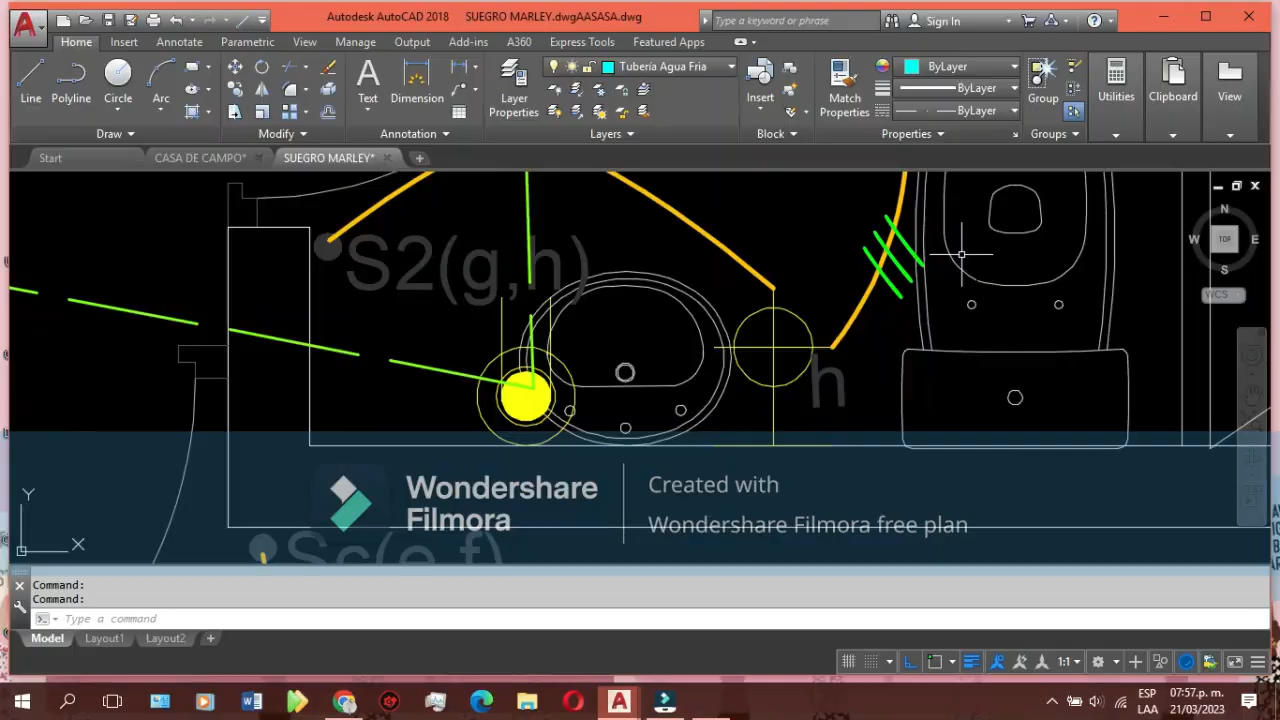 Autodesk AutoCAD 2018 SUEGRO MARLEY.dwgAASASA.dwg
Type a keyword or phrase
Sign In
Home Insert Annotate Parametric View Manage Output Add-ins A360 Express Tools Featured Apps
Tubería Agua Fria
ByLayer
ByLayer
ByLayer
Line Polyline Circle Arc
Text Dimension
Layer
Properties
Insert
Match
Properties
Group
Utilities
Clipboard
View
Draw Modify Annotation Layers Block Properties Groups
Start CASA DE CAMPO* SUEGRO MARLEY*
N
W TOP E
S
WCS
S2(g,h)
h
Wondershare
Filmora
Created with
Wondershare Filmora free plan
Sc(e,f)
Y
X
Command:
Command:
Type a command
Model Layout1 Layout2
1:1
ESP 07:57 p. m.
LAA 21/03/2023